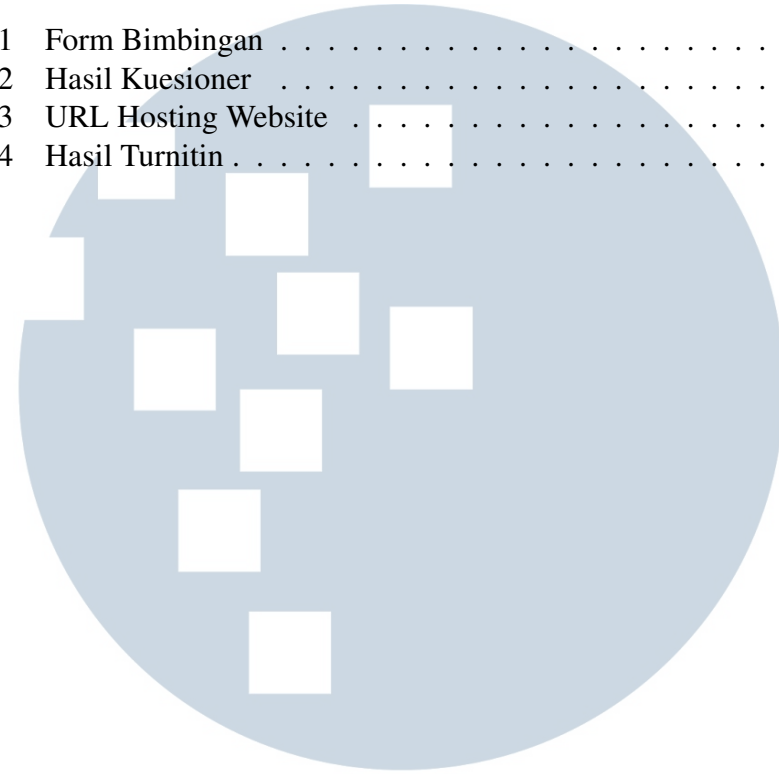 1 Form Bimbingan . . . . . . . . . . . . . . . . . . . . .
2 Hasil Kuesioner . . . . . . . . . . . . . . . . . . . . .
3 URL Hosting Website . . . . . . . . . . . . . . . . . .
4 Hasil Turnitin . . . . . . . . . . . . . . . . . . . . . . .